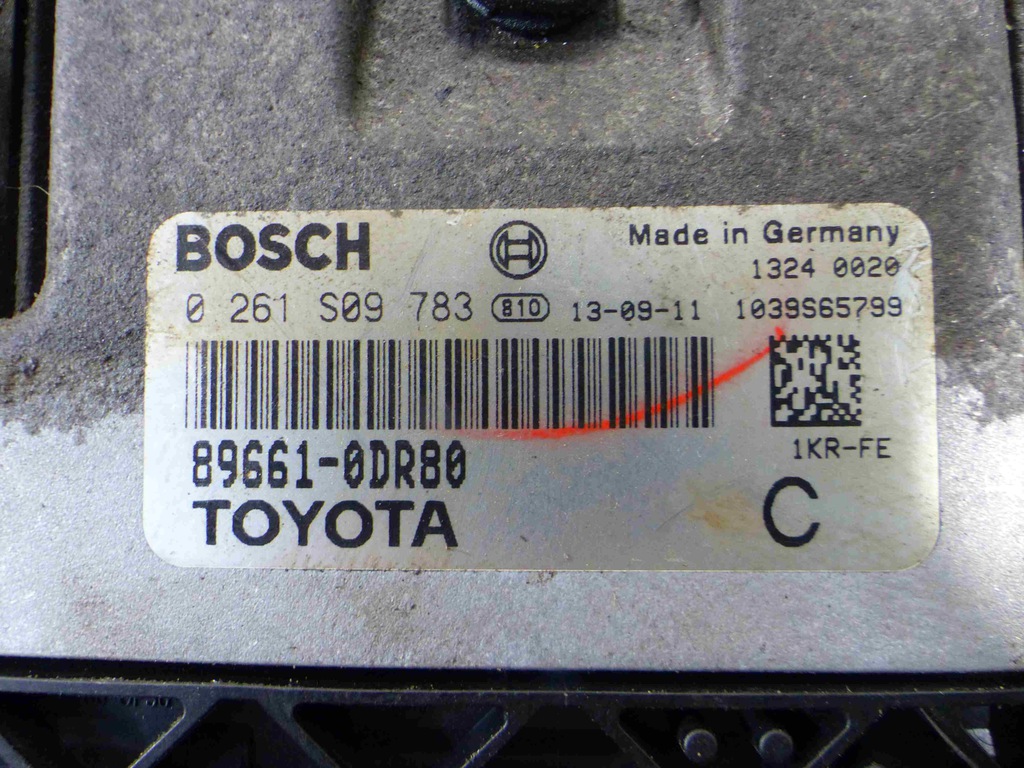 BOSCH
Made in Germany
1324 0020
0 261 S09 783 810 13-09-11 1039S65799
89661-0DR80
1KR-FE
TOYOTA
C